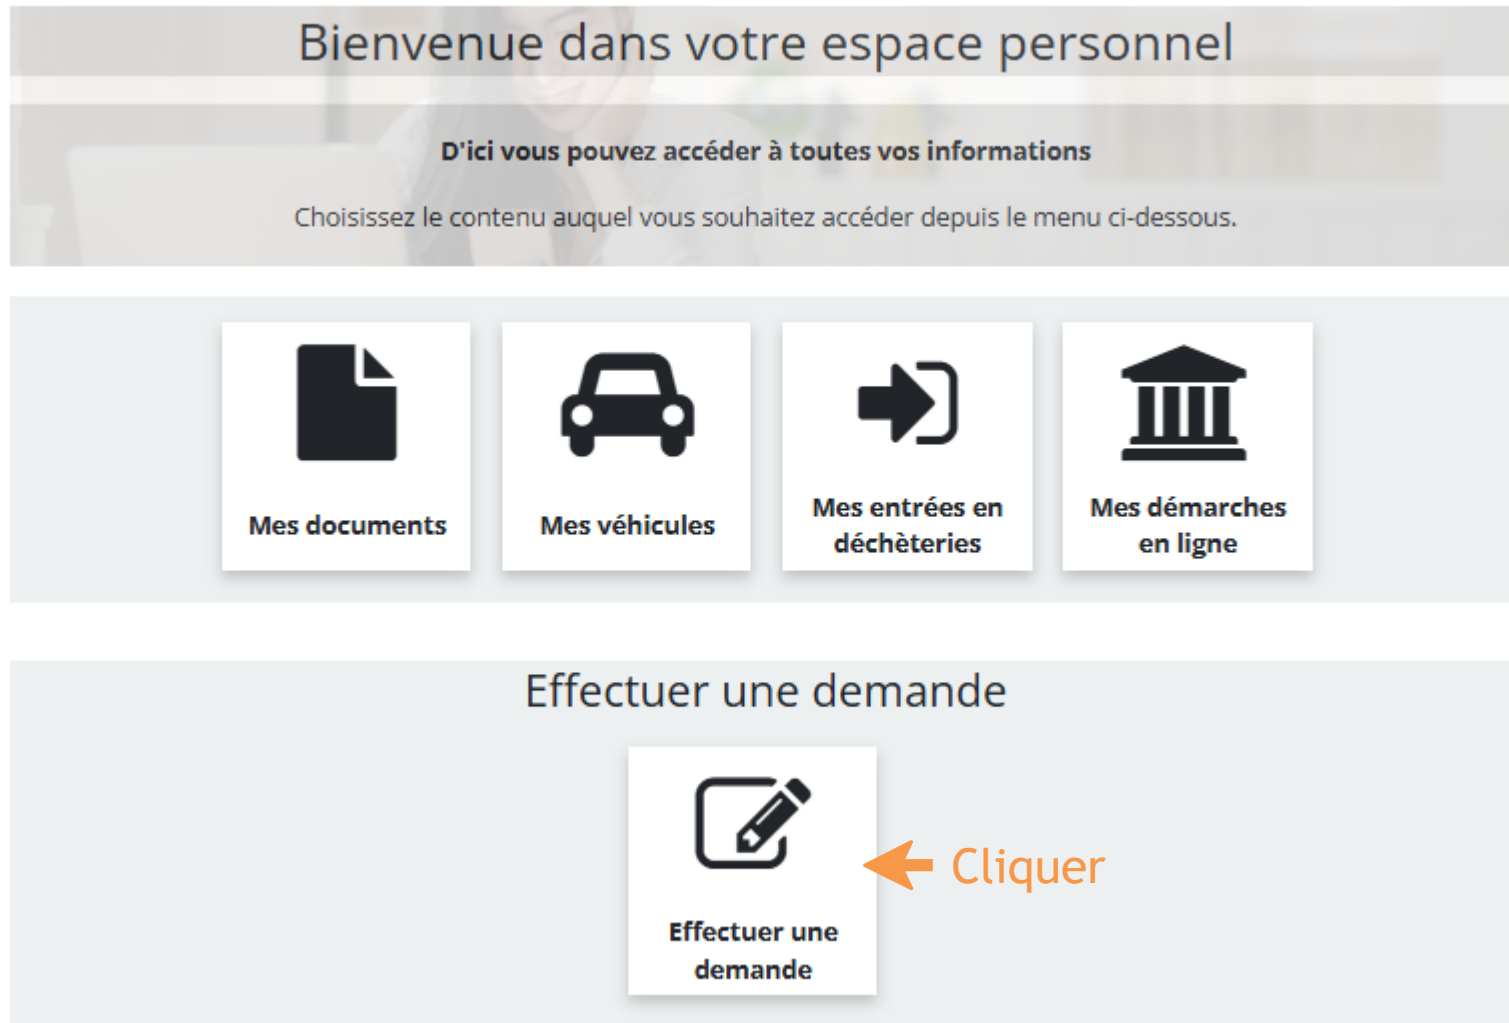 Bienvenue dans votre espace personnel
D'ici vous pouvez accéder à toutes vos informations
Choisissez le contenu auquel vous souhaitez accéder depuis le menu ci-dessous.
Mes documents
Mes véhicules
Mes entrées en
déchèteries
Mes démarches
en ligne
Effectuer une demande
Cliquer
Effectuer une
demande